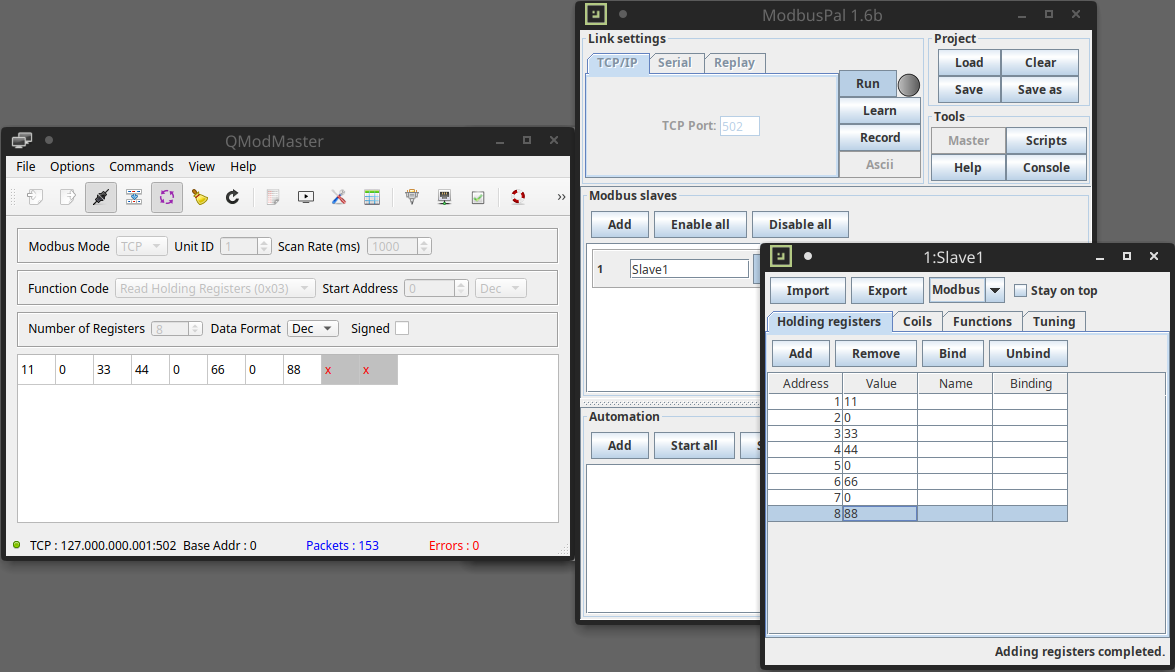 QModMaster
File Options Commands View Help
»
Modbus Mode TCP Unit ID 1 Scan Rate (ms) 1000
Function Code Read Holding Registers (0x03) Start Address 0 Dec
Number of Registers 8 Data Format Dec Signed
11 0 33 44 0 66 0 88 x x
TCP : 127.000.000.001:502 Base Addr : 0 Packets : 153 Errors : 0
ModbusPal 1.6b
Link settings
TCP/IP Serial Replay
TCP Port: 502
Run
Learn
Record
Ascii
Project
Load Clear
Save Save as
Tools
Master Scripts
Help Console
Modbus slaves
Add Enable all Disable all
1 Slave1
Automation
Add Start all
1:Slave1
Import Export Modbus Stay on top
Holding registers Coils Functions Tuning
Add Remove Bind Unbind
Address Value Name Binding
1 11
2 0
3 33
4 44
5 0
6 66
7 0
8 88
Adding registers completed.